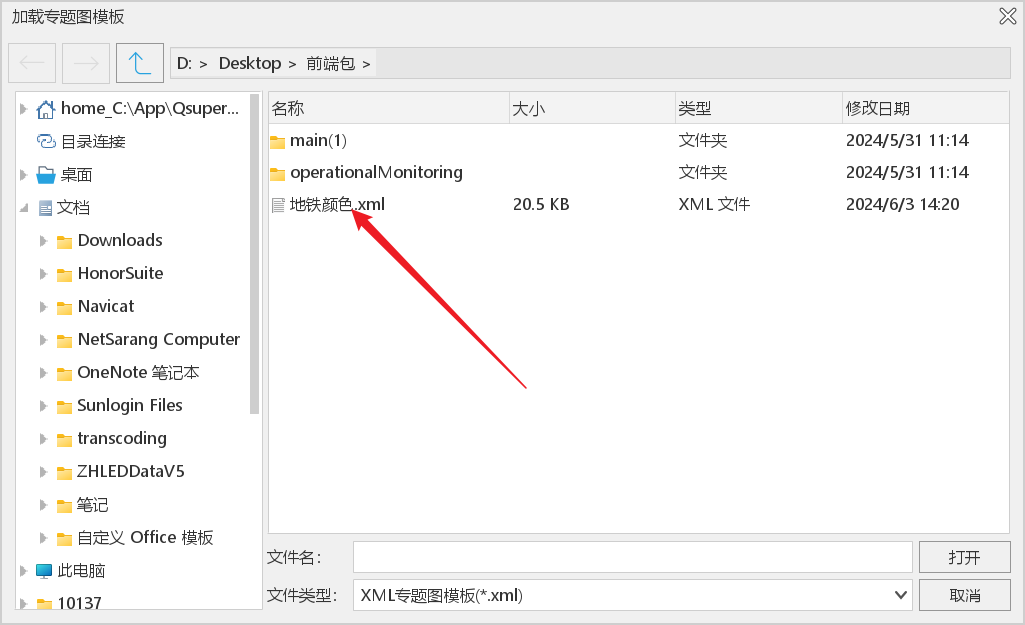 加载专题图模板
D: > Desktop > 前端包 >
home_C:\App\Qsuper...
目录连接
桌面
文档
Downloads
HonorSuite
Navicat
NetSarang Computer
OneNote 笔记本
Sunlogin Files
transcoding
ZHLEDDataV5
笔记
自定义 Office 模板
此电脑
10137
名称 大小 类型 修改日期
main(1) 文件夹 2024/5/31 11:14
operationalMonitoring 文件夹 2024/5/31 11:14
地铁颜色.xml 20.5 KB XML 文件 2024/6/3 14:20
文件名: 打开
文件类型: XML专题图模板(*.xml) 取消